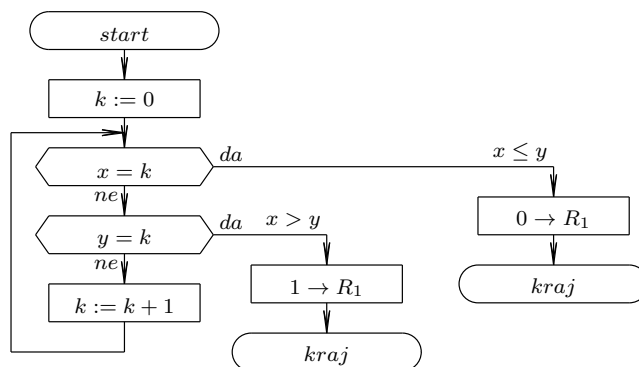 start
k := 0
x = k
da
x ≤ y
ne
0 → R₁
y = k
da
x > y
ne
kraj
1 → R₁
k := k + 1
kraj